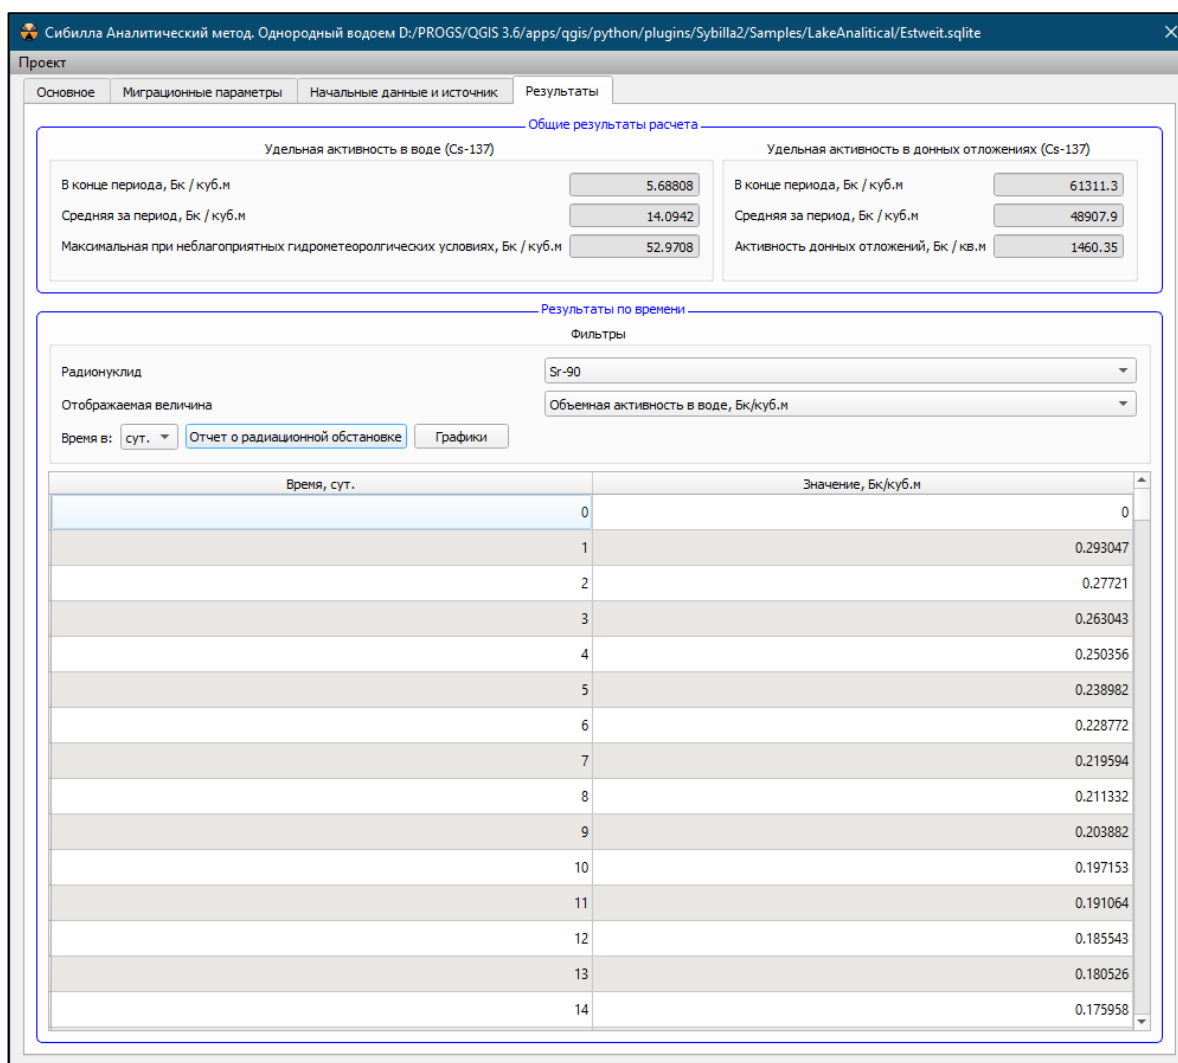 Сибилла Аналитический метод. Однородный водоем D:/PROGS/QGIS 3.6/apps/qgis/python/plugins/Sybilla2/Samples/LakeAnalitical/Estweit.sqlite
Проект
Основное Миграционные параметры Начальные данные и источник Результаты
Общие результаты расчета
Удельная активность в воде (Cs-137)
В конце периода, Бк / куб.м 5.68808
Средняя за период, Бк / куб.м 14.0942
Максимальная при неблагоприятных гидрометеоролгических условиях, Бк / куб.м 52.9708
Удельная активность в донных отложениях (Cs-137)
В конце периода, Бк / куб.м 61311.3
Средняя за период, Бк / куб.м 48907.9
Активность донных отложений, Бк / кв.м 1460.35
Результаты по времени
Фильтры
Радионуклид Sr-90
Отображаемая величина Объемная активность в воде, Бк/куб.м
Время в: сут. Отчет о радиационной обстановке Графики
Время, сут. Значение, Бк/куб.м
0 0
1 0.293047
2 0.27721
3 0.263043
4 0.250356
5 0.238982
6 0.228772
7 0.219594
8 0.211332
9 0.203882
10 0.197153
11 0.191064
12 0.185543
13 0.180526
14 0.175958